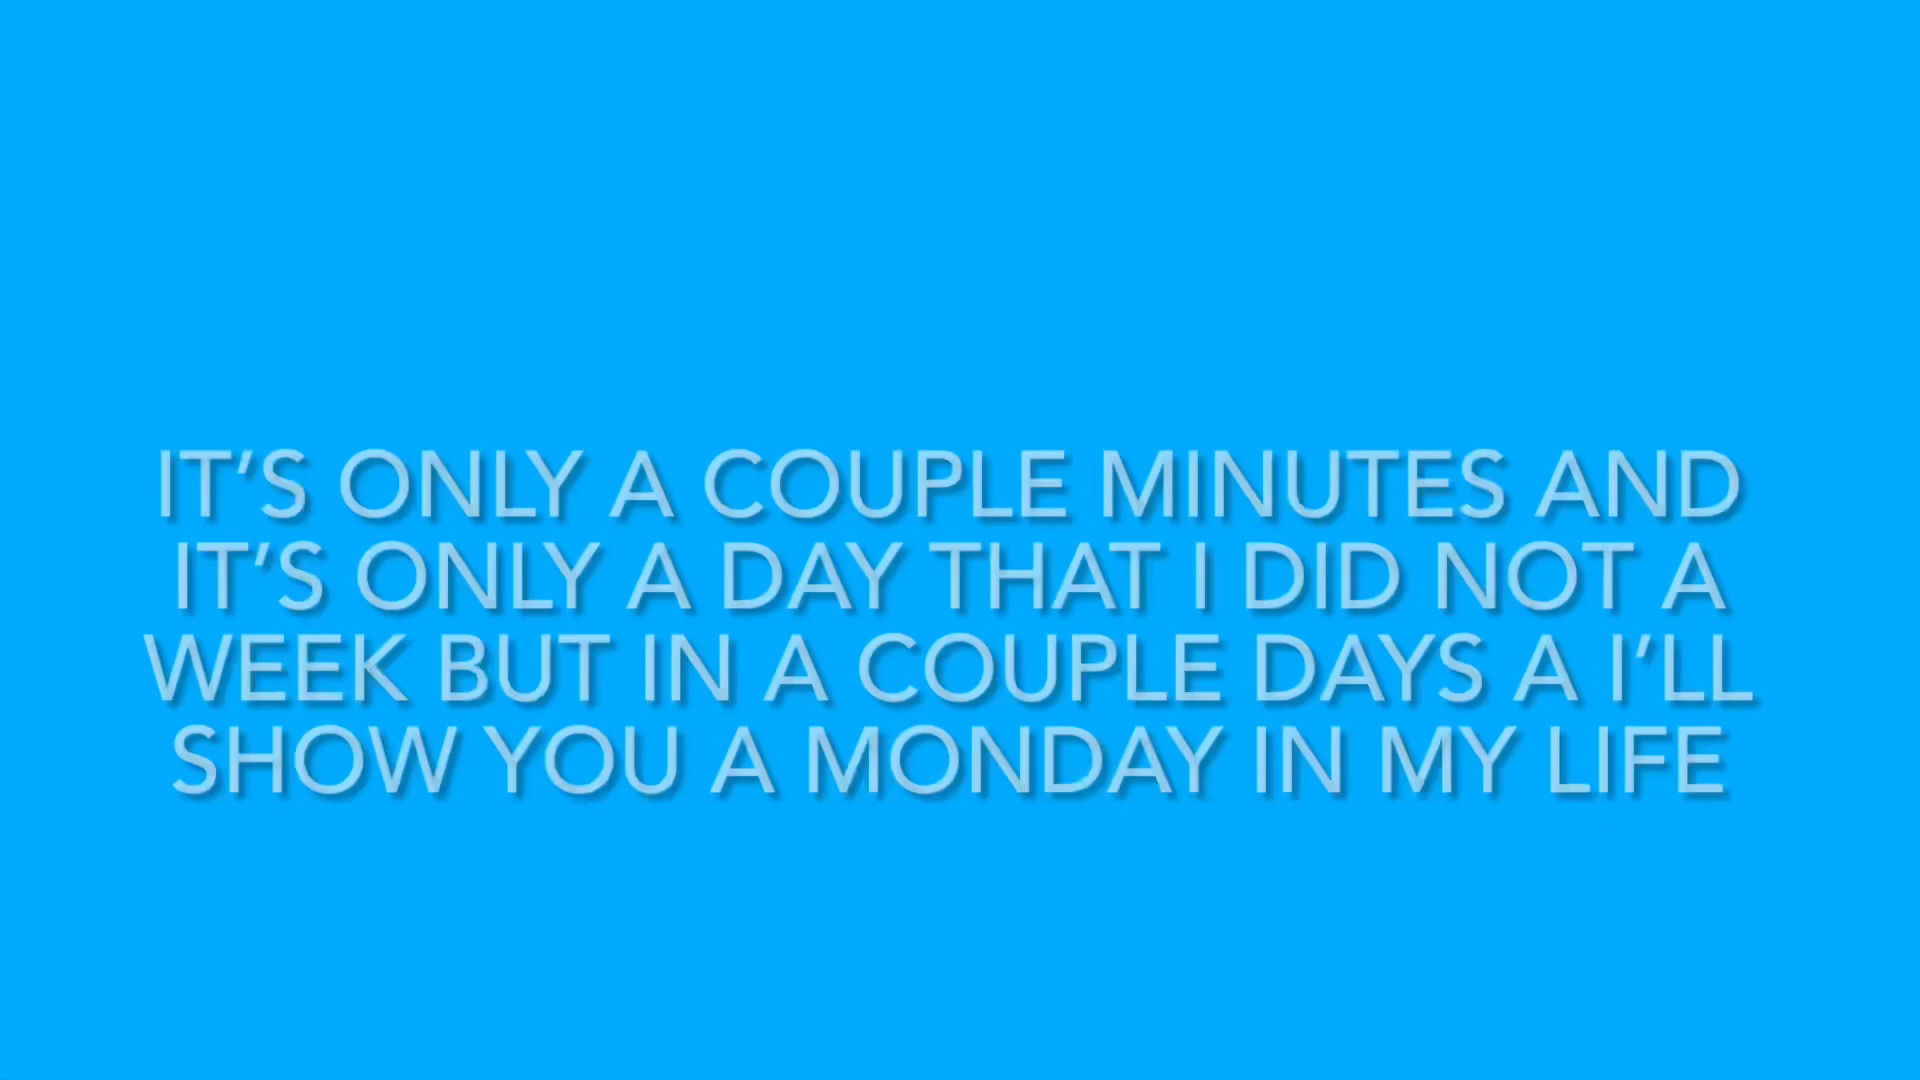 IT’S ONLY A COUPLE MINUTES AND
IT’S ONLY A DAY THAT I DID NOT A
WEEK BUT IN A COUPLE DAYS A I’LL
SHOW YOU A MONDAY IN MY LIFE